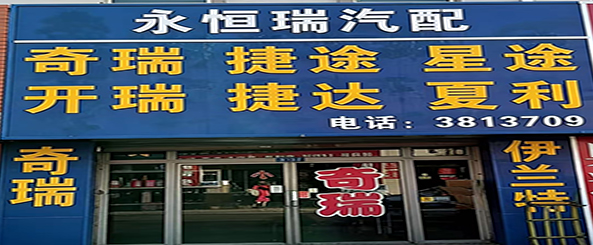 永恒瑞汽配
奇瑞 捷途 星途
开瑞 捷达 夏利
电话：3813709
奇瑞
奇瑞
伊兰特